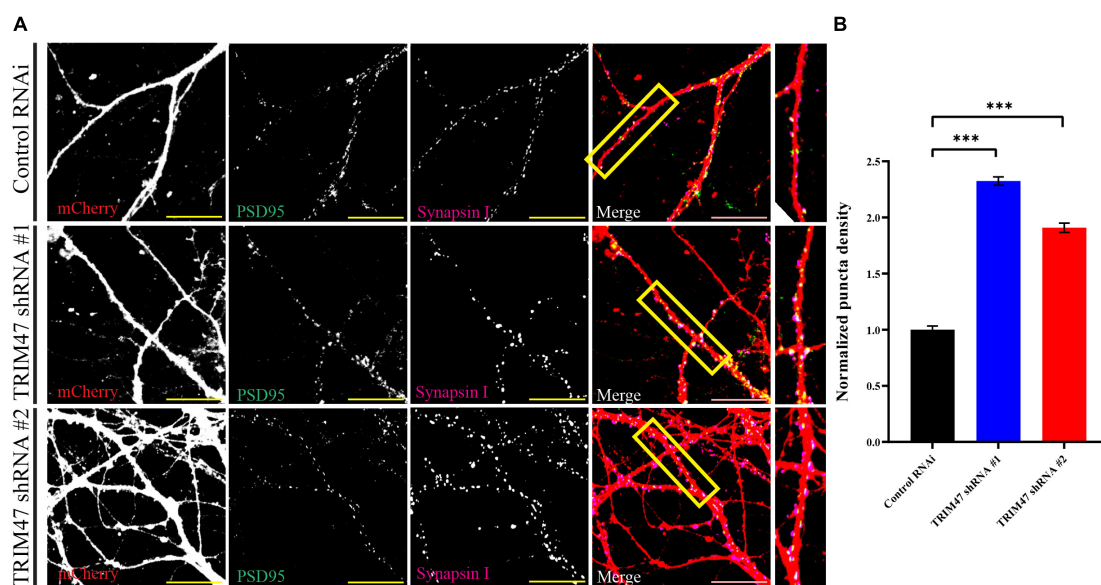 A
B
Control RNAi
mCherry
PSD95
Synapsin I
Merge
TRIM47 shRNA #1
mCherry
PSD95
Synapsin I
Merge
TRIM47 shRNA #2
mCherry
PSD95
Synapsin I
Merge
***
***
Normalized puncta density
2.5
2.0
1.0
0.5
0.0
Control RNAi
TRIM47 shRNA #1
TRIM47 shRNA #2